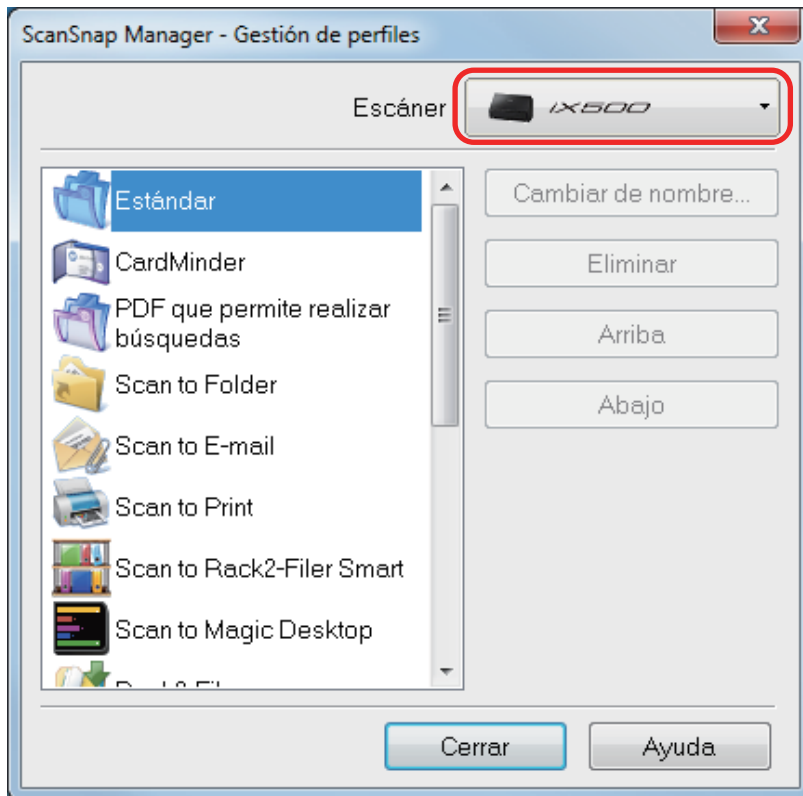 ScanSnap Manager - Gestión de perfiles
Escáner
iX500
Estándar
CardMinder
PDF que permite realizar
búsquedas
Scan to Folder
Scan to E-mail
Scan to Print
Scan to Rack2-Filer Smart
Scan to Magic Desktop
Cambiar de nombre...
Eliminar
Arriba
Abajo
Cerrar
Ayuda